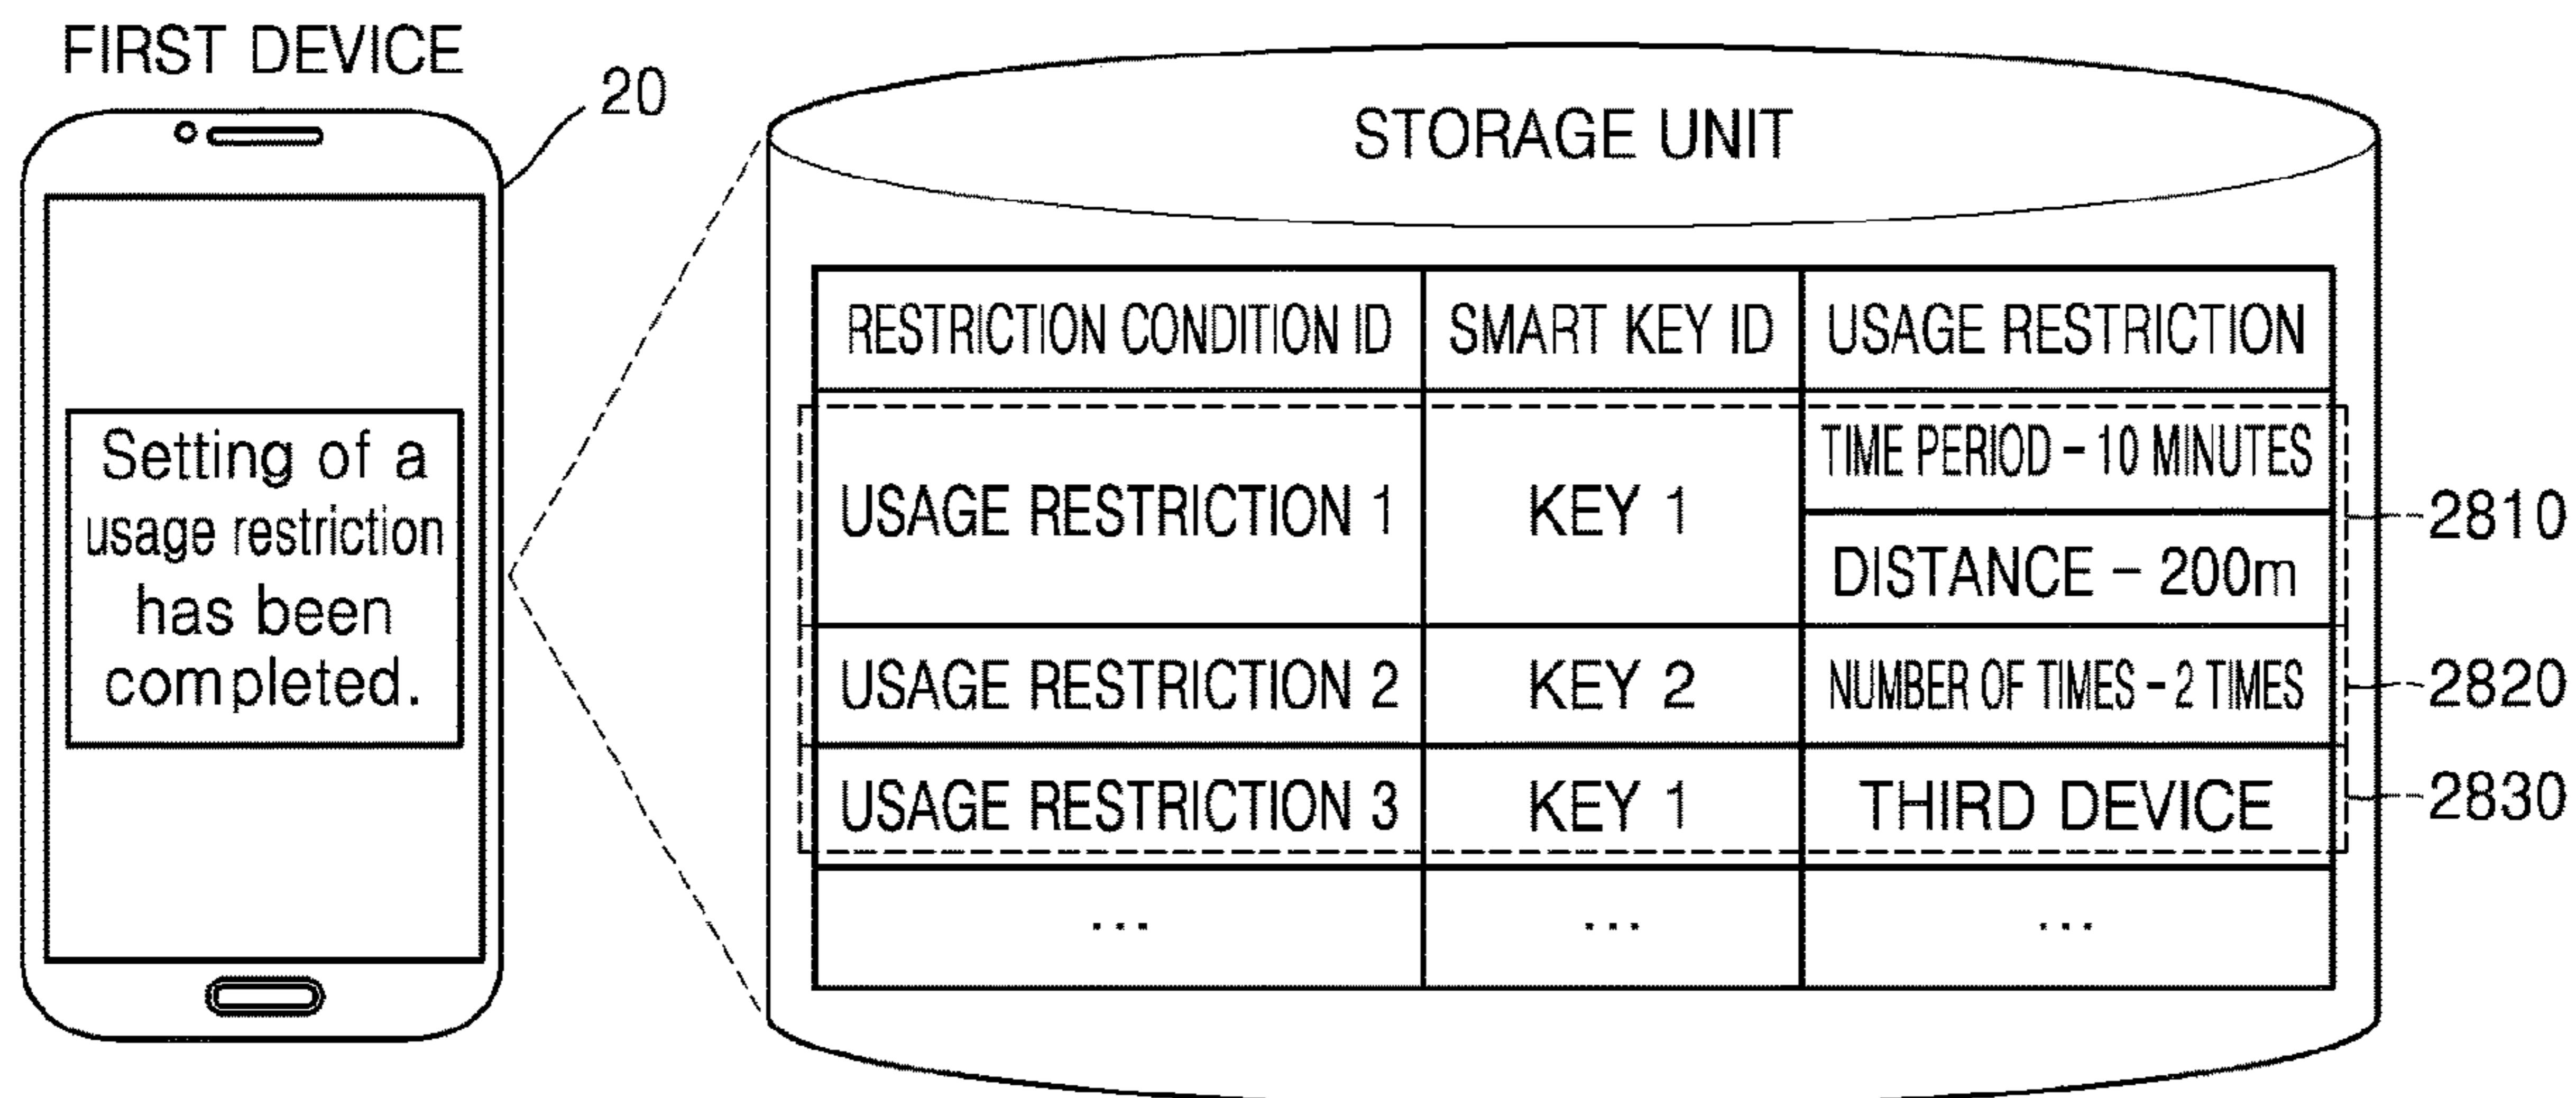 FIRST DEVICE
20
Setting of a
usage restriction
has been
completed.
STORAGE UNIT
RESTRICTION CONDITION ID SMART KEY ID USAGE RESTRICTION
USAGE RESTRICTION 1 KEY 1 TIME PERIOD – 10 MINUTES
DISTANCE – 200m
2810
USAGE RESTRICTION 2 KEY 2 NUMBER OF TIMES – 2 TIMES 2820
USAGE RESTRICTION 3 KEY 1 THIRD DEVICE 2830
... ... ...